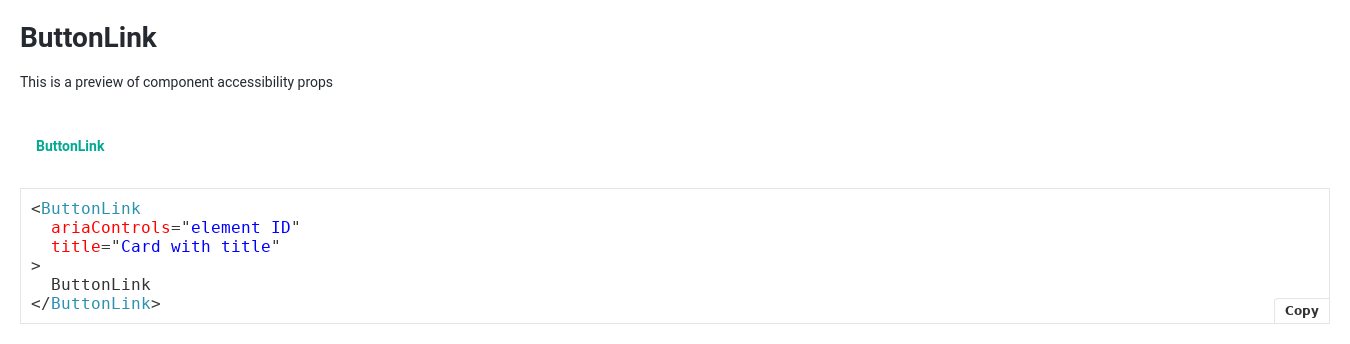 ButtonLink
This is a preview of component accessibility props
ButtonLink
<ButtonLink
  ariaControls="element ID"
  title="Card with title"
>
  ButtonLink
</ButtonLink>
Copy